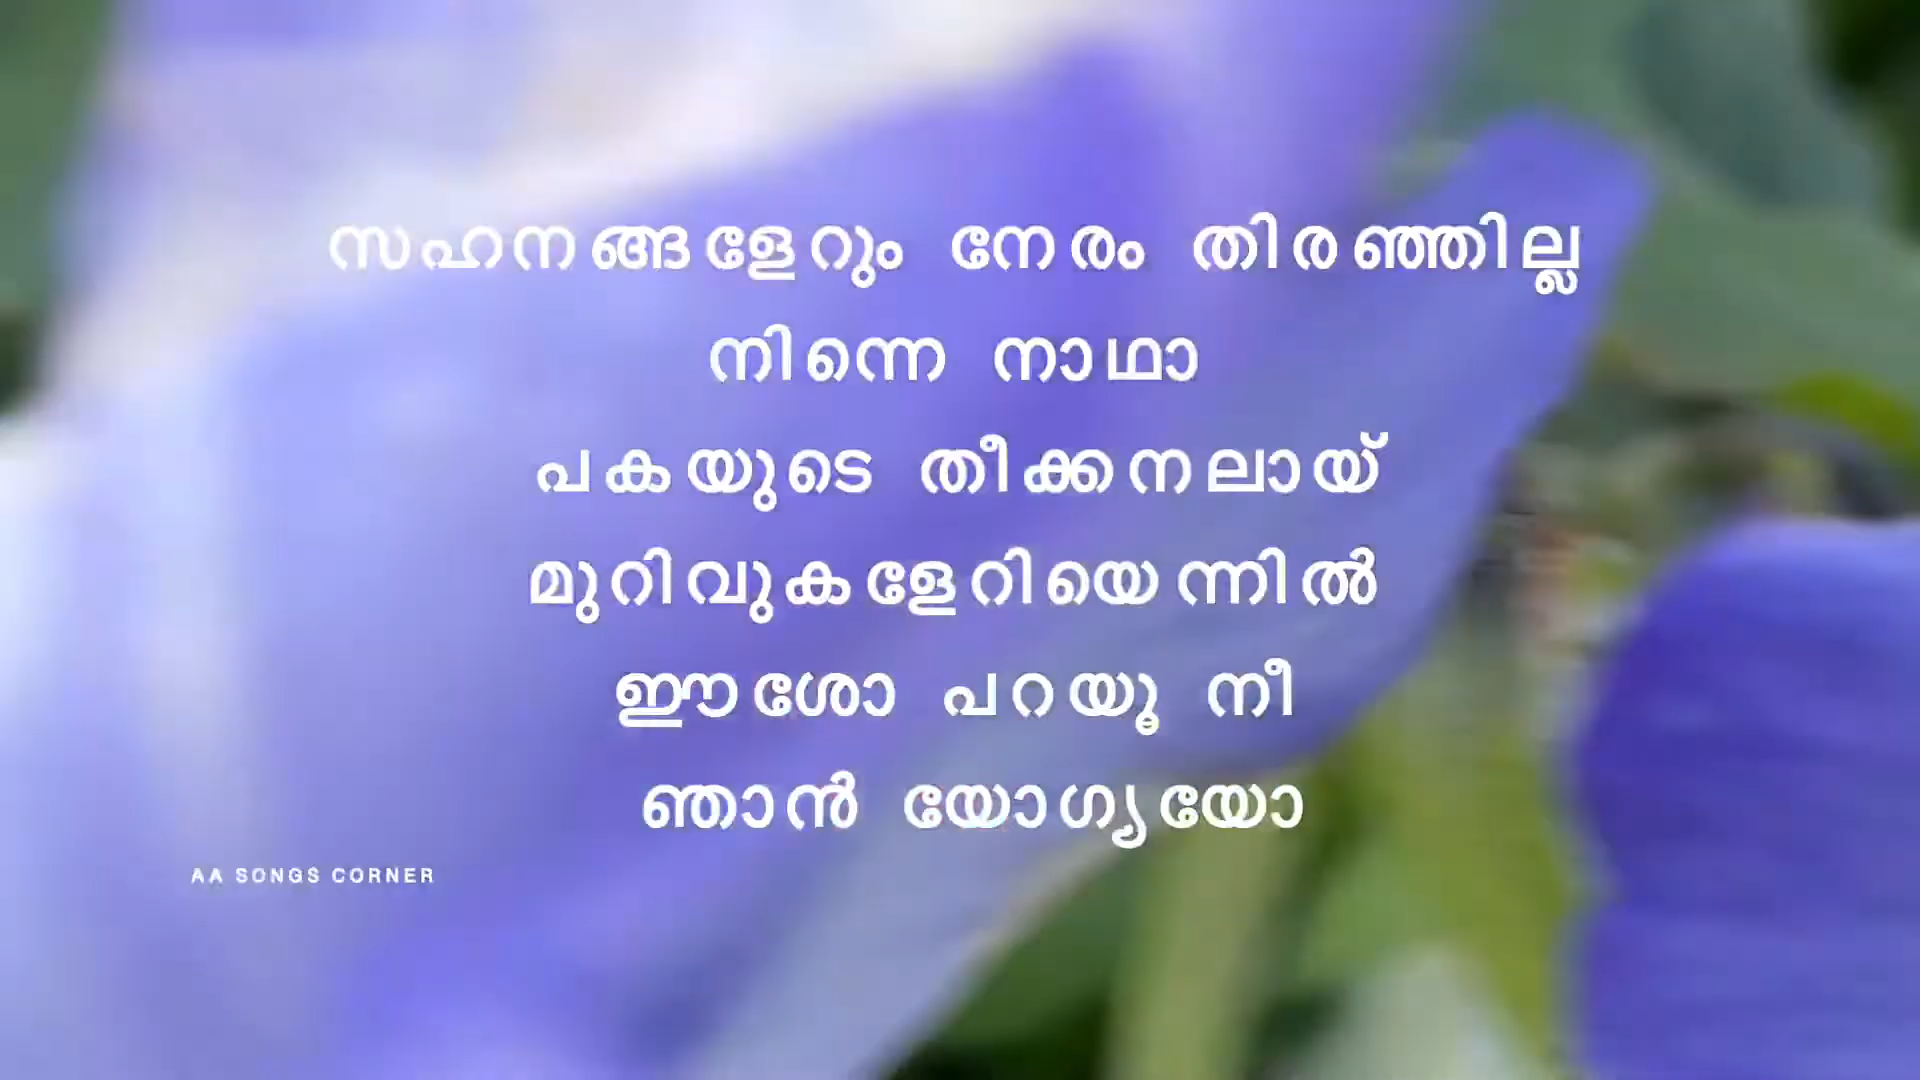 സഹനങ്ങളേറും നേരം തിരഞ്ഞില്ല
നിന്നെ നാഥാ
പകയുടെ തീക്കനലായ്
മുറിവുകളേറിയെന്നിൽ
ഈശോ പറയൂ നീ
ഞാൻ യോഗ്യയോ
AA SONGS CORNER